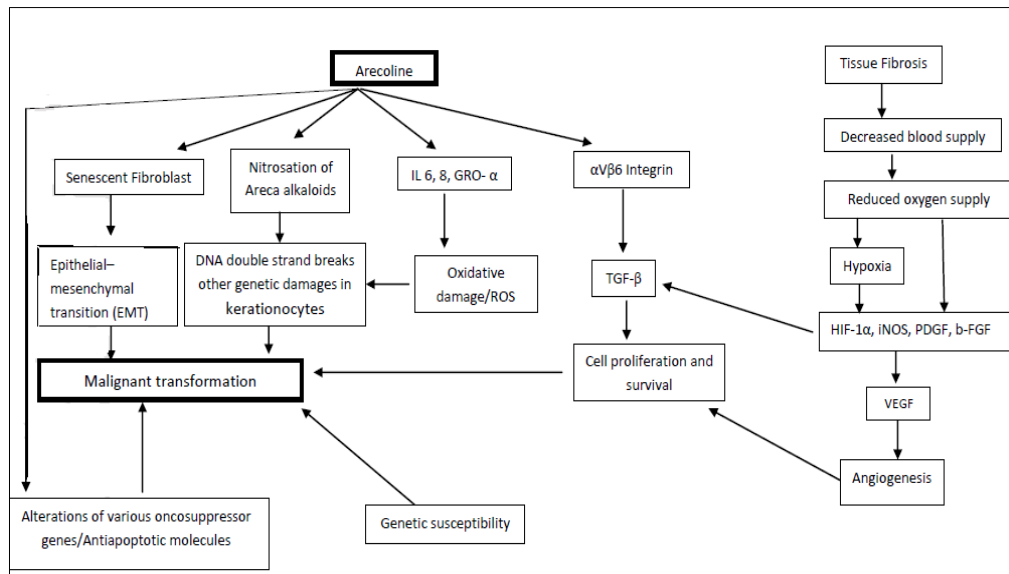 Arecoline
Tissue Fibrosis
Decreased blood supply
Senescent Fibroblast
Nitrosation of
Areca alkaloids
IL 6, 8, GRO- α
αVβ6 Integrin
Reduced oxygen supply
Epithelial–
mesenchymal
transition (EMT)
DNA double strand breaks
other genetic damages in
kerationocytes
Oxidative
damage/ROS
TGF-β
Hypoxia
HIF-1α, iNOS, PDGF, b-FGF
Malignant transformation
Cell proliferation and
survival
VEGF
Angiogenesis
Alterations of various oncosuppressor
genes/Antiapoptotic molecules
Genetic susceptibility